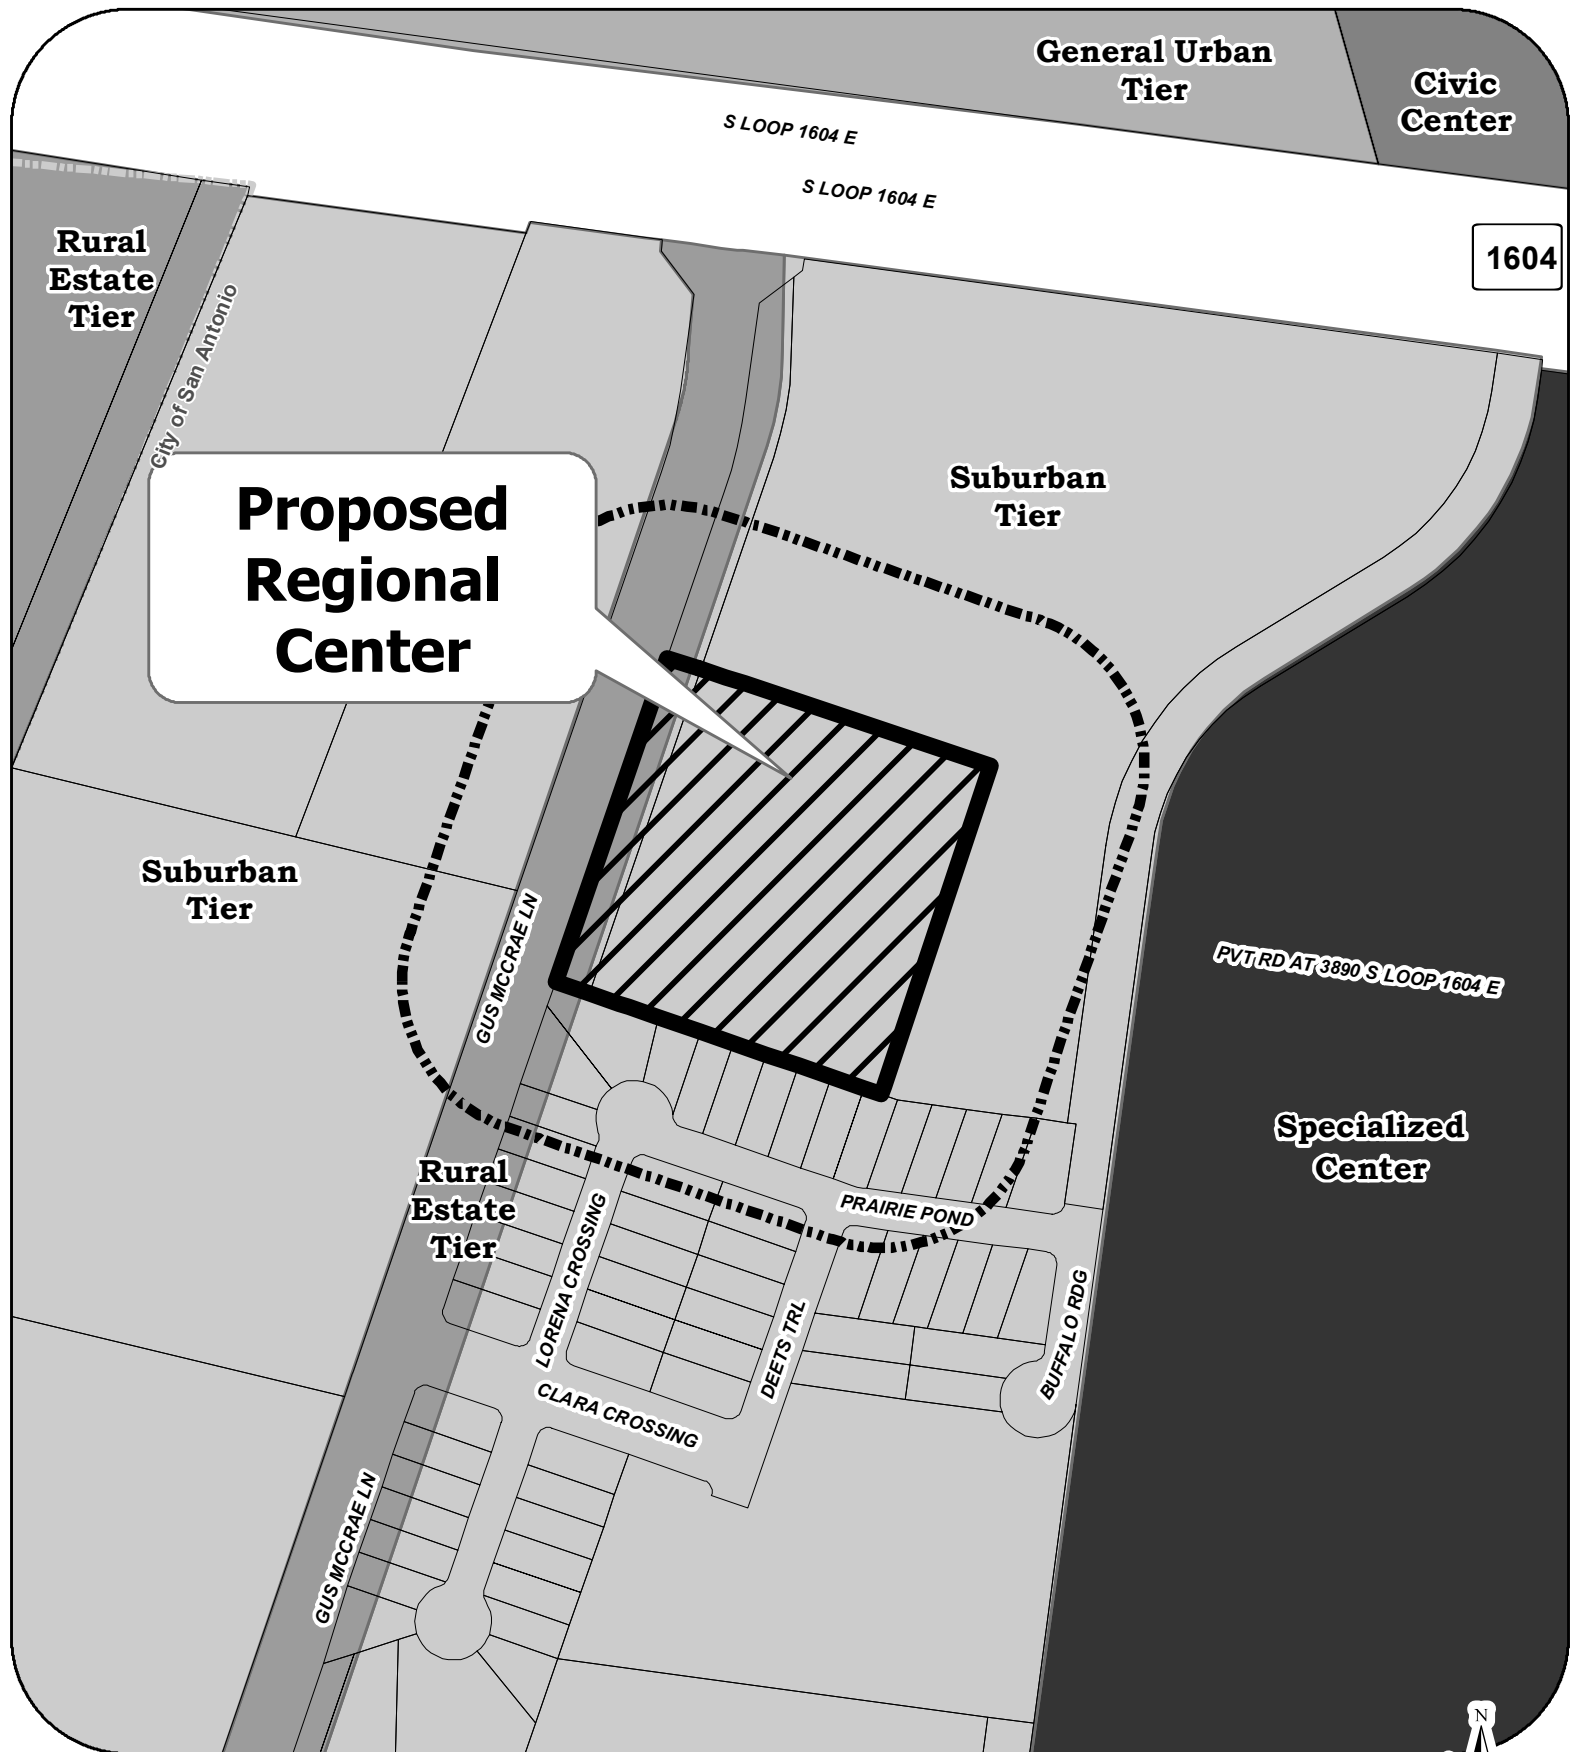 General Urban
Tier
Civic
Center
S LOOP 1604 E
S LOOP 1604 E
1604
Rural
Estate
Tier
City of San Antonio
Suburban
Tier
Proposed
Regional
Center
Suburban
Tier
GUS MCCRAE LN
PVT RD AT 3890 S LOOP 1604 E
Specialized
Center
Rural
Estate
Tier
PRAIRIE POND
LORENA CROSSING
DEETS TRL
BUFFALO RDG
CLARA CROSSING
GUS MCCRAE LN
N